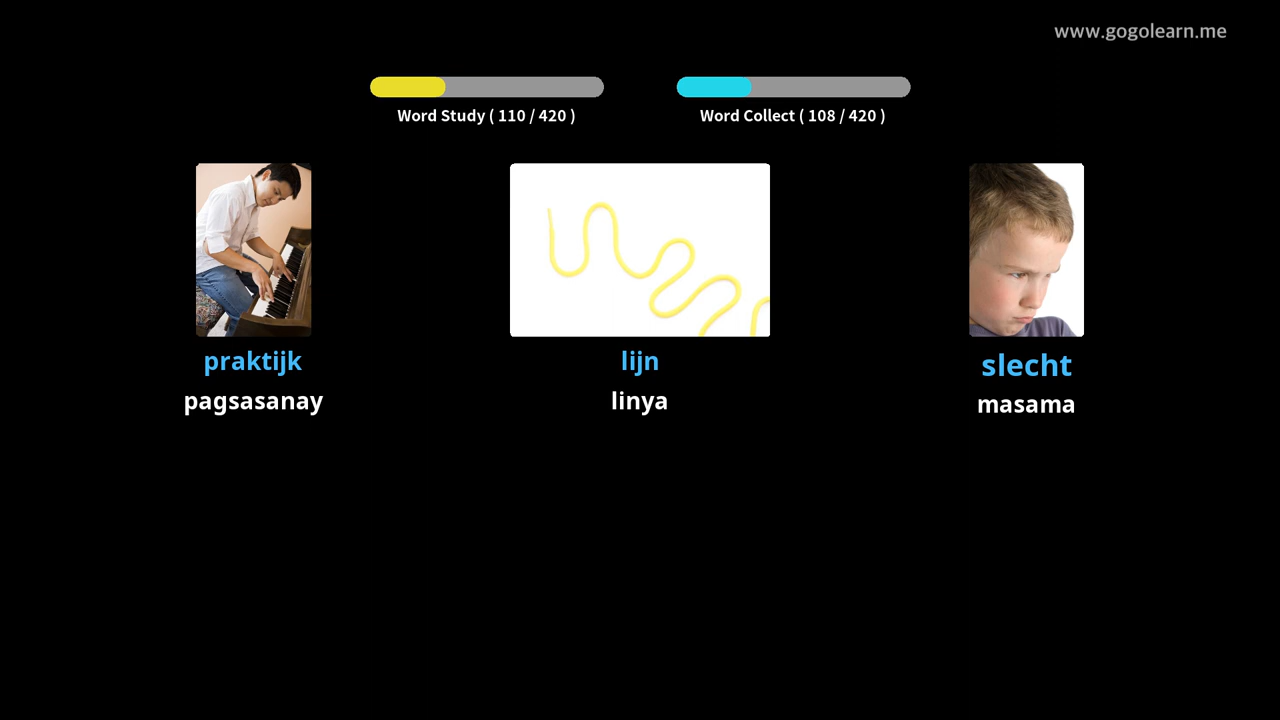 www.gogolearn.me
Word Study ( 110 / 420 )
Word Collect ( 108 / 420 )
praktijk
pagsasanay
lijn
linya
slecht
masama